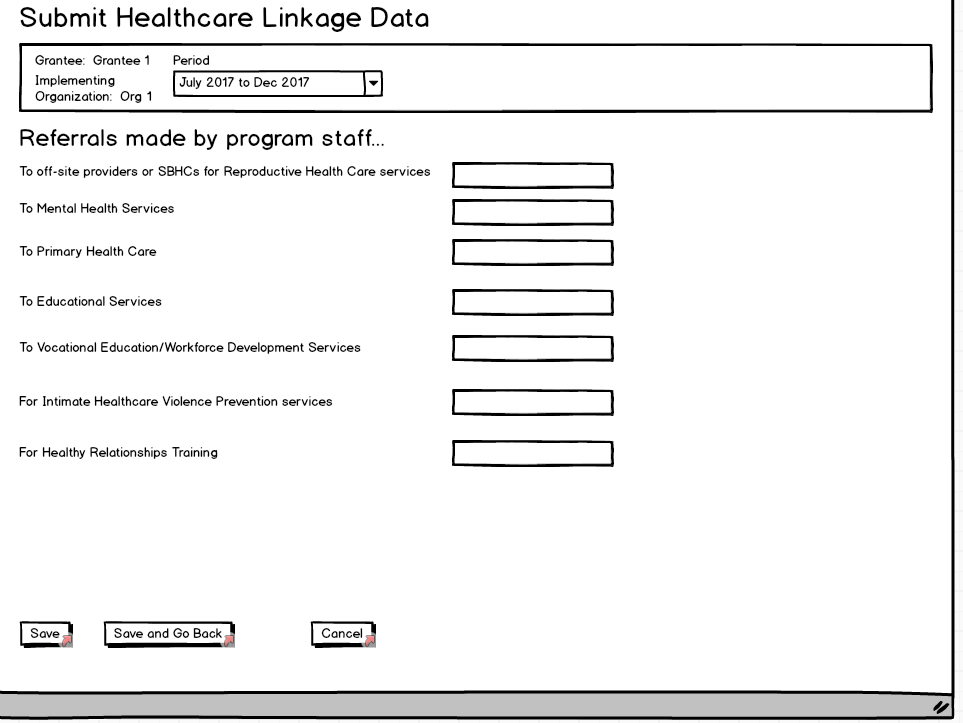 Submit Healthcare Linkage Data
Grantee: Grantee 1 Period
Implementing
Organization: Org 1
July 2017 to Dec 2017
Referrals made by program staff...
To off-site providers or SBHCs for Reproductive Health Care services
To Mental Health Services
To Primary Health Care
To Educational Services
To Vocational Education/Workforce Development Services
For Intimate Healthcare Violence Prevention services
For Healthy Relationships Training
Save
Save and Go Back
Cancel